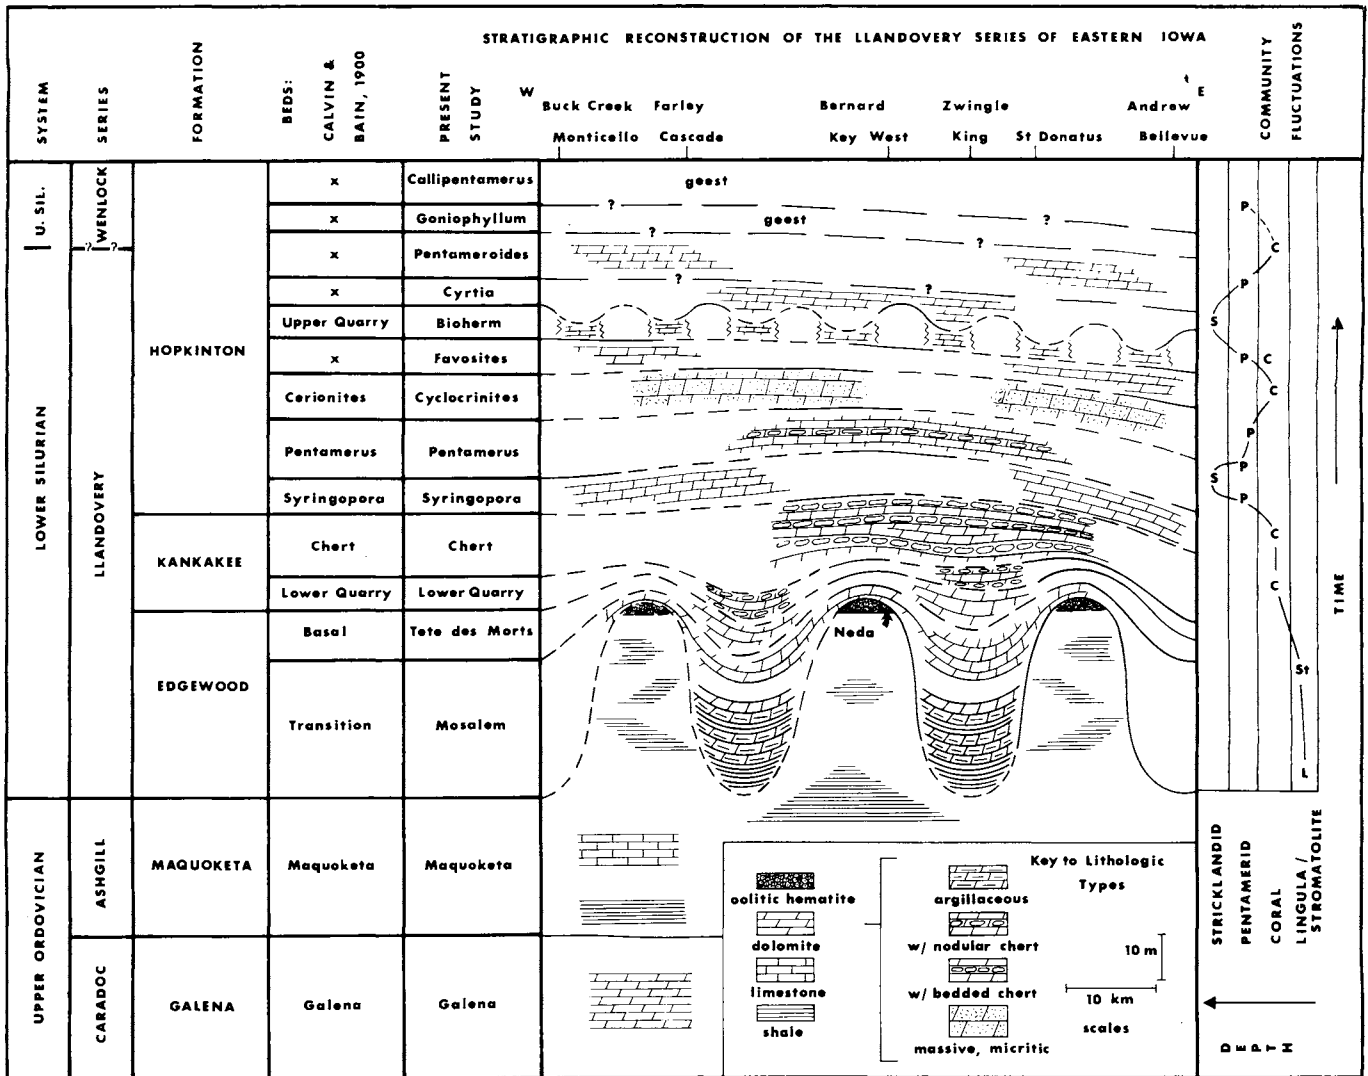 STRATIGRAPHIC RECONSTRUCTION OF THE LLANDOVERY SERIES OF EASTERN IOWA
SYSTEM
SERIES
FORMATION
BEDS:
CALVIN &
BAIN, 1900
PRESENT
STUDY
W
Buck Creek
Farley
Bernard
Zwingle
Andrew
t
E
Monticello
Cascade
Key West
King
St Donatus
Bellevue
COMMUNITY
FLUCTUATIONS
U. SIL.
WENLOCK
? ?
LOWER SILURIAN
LLANDOVERY
HOPKINTON
x
Callipentamerus
geest
P
?
x
Goniophyllum
geest
?
?
?
C
x
Pentameroides
?
P
x
Cyrtia
?
Upper Quarry
Bioherm
S
x
Favosites
P
C
Cerionites
Cyclocrinites
C
Pentamerus
Pentamerus
P
P
S
Syringopora
Syringopora
P
KANKAKEE
Chert
Chert
C
Lower Quarry
Lower Quarry
C
TIME
EDGEWOOD
Basal
Tete des Morts
Neda
St
Transition
Mosalem
L
UPPER ORDOVICIAN
ASHGILL
MAQUOKETA
Maquoketa
Maquoketa
CARADOC
GALENA
Galena
Galena
Key to Lithologic
Types
oolitic hematite
dolomite
limestone
shale
argillaceous
w/ nodular chert
w/ bedded chert
massive, micritic
10 m
10 km
scales
STRICKLANDID
PENTAMERID
CORAL
LINGULA /
STROMATOLITE
DEPTH